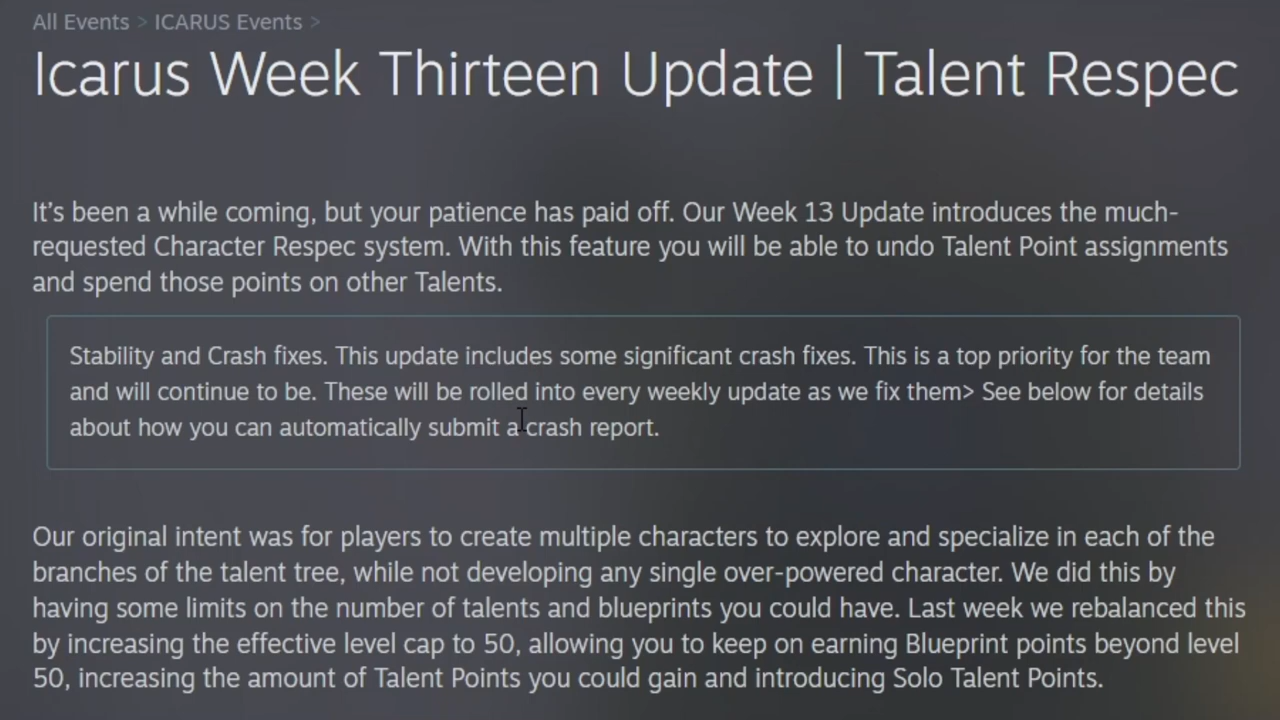 All Events > ICARUS Events >
Icarus Week Thirteen Update | Talent Respec
It's been a while coming, but your patience has paid off. Our Week 13 Update introduces the much-
requested Character Respec system. With this feature you will be able to undo Talent Point assignments
and spend those points on other Talents.
Stability and Crash fixes. This update includes some significant crash fixes. This is a top priority for the team
and will continue to be. These will be rolled into every weekly update as we fix them> See below for details
about how you can automatically submit a crash report.
Our original intent was for players to create multiple characters to explore and specialize in each of the
branches of the talent tree, while not developing any single over-powered character. We did this by
having some limits on the number of talents and blueprints you could have. Last week we rebalanced this
by increasing the effective level cap to 50, allowing you to keep on earning Blueprint points beyond level
50, increasing the amount of Talent Points you could gain and introducing Solo Talent Points.